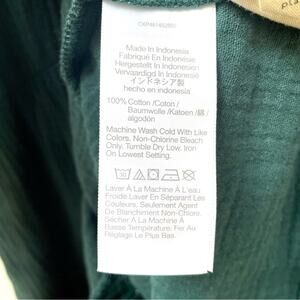 Made in Indonesia
Fabriqué En Indonésie
Hergestellt In Indonesien
Vervaardigd In Indonesië
インドネシア製
hecho en indonesia
100% Cotton /Coton /
Baumwolle /Katoen /綿 /
algodón
Machine Wash Cold With Like
Colors. Non-Chlorine Bleach
Only. Tumble Dry Low. Iron
On Lowest Setting.
Laver À La Machine À L'eau
Froide Laver En Séparant Les
Couleurs; Seulement Agent
De Blanchiment Non-Chloric.
Sécher À La Machine À
Basse Température: Fer Au
Réglage Le Plus Bas.